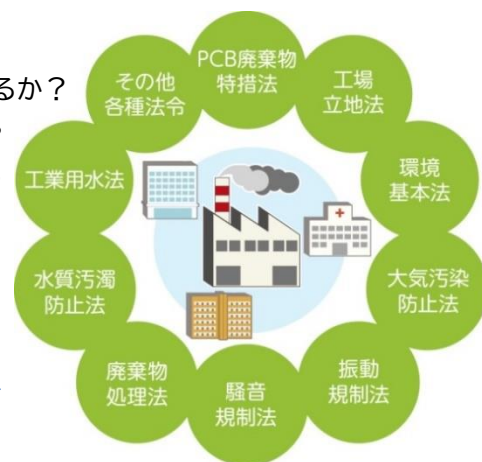 るか？
PCB廃棄物
特措法
工場
立地法
環境
基本法
大気汚染
防止法
振動
規制法
騒音
規制法
廃棄物
処理法
水質汚濁
防止法
工業用水法
その他
各種法令